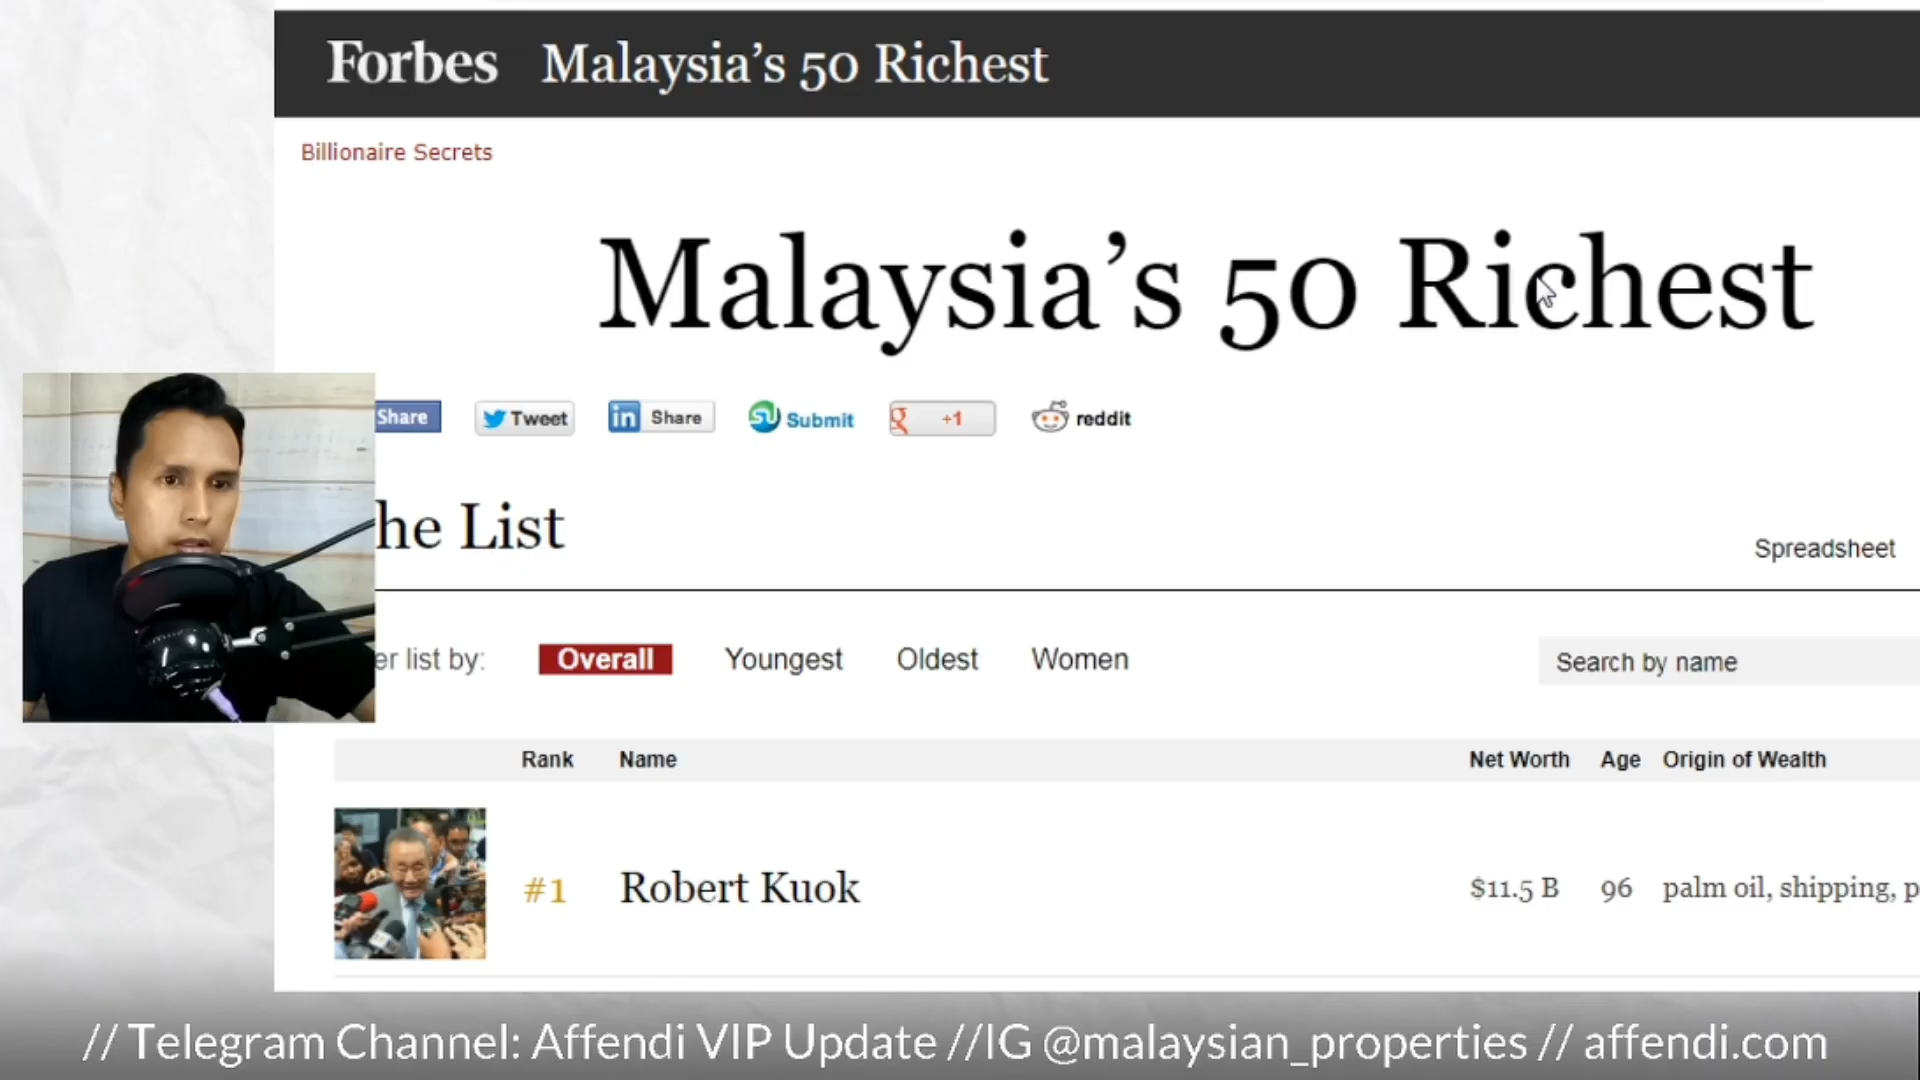 Forbes Malaysia's 50 Richest
Billionaire Secrets
Malaysia's 50 Richest
Share Tweet Share Submit +1 reddit
he List
Spreadsheet
er list by: Overall Youngest Oldest Women Search by name
Rank Name Net Worth Age Origin of Wealth
#1 Robert Kuok $11.5 B 96 palm oil, shipping, p
// Telegram Channel: Affendi VIP Update //IG @malaysian_properties // affendi.com